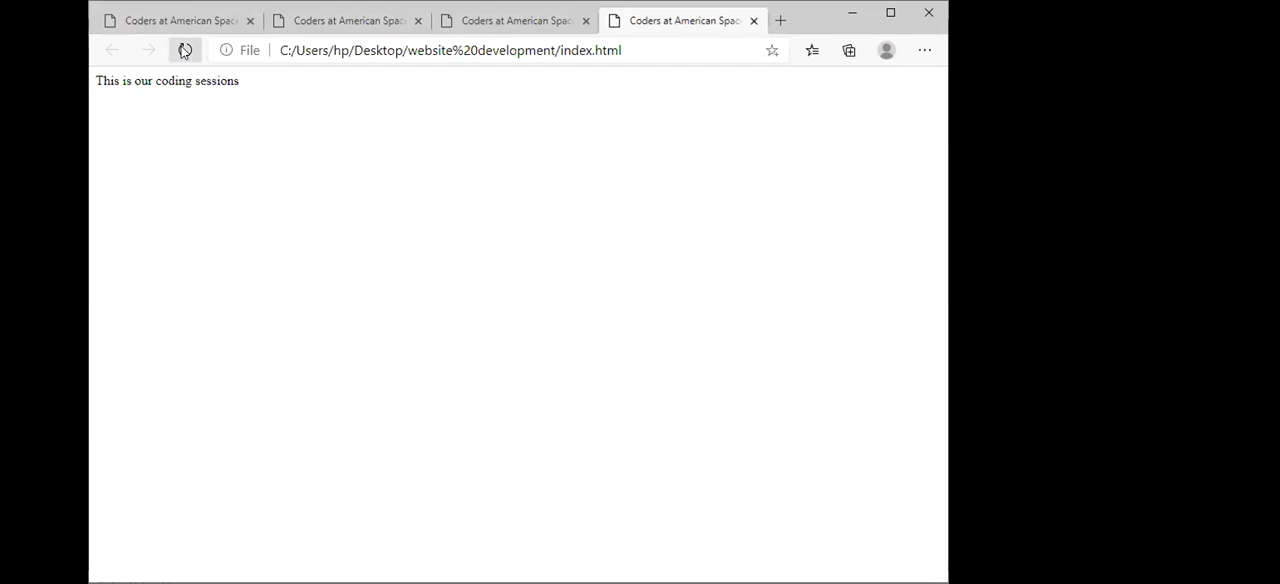 Coders at American Spac
Coders at American Spac
Coders at American Spac
Coders at American Spac
File
C:/Users/hp/Desktop/website%20development/index.html
This is our coding sessions